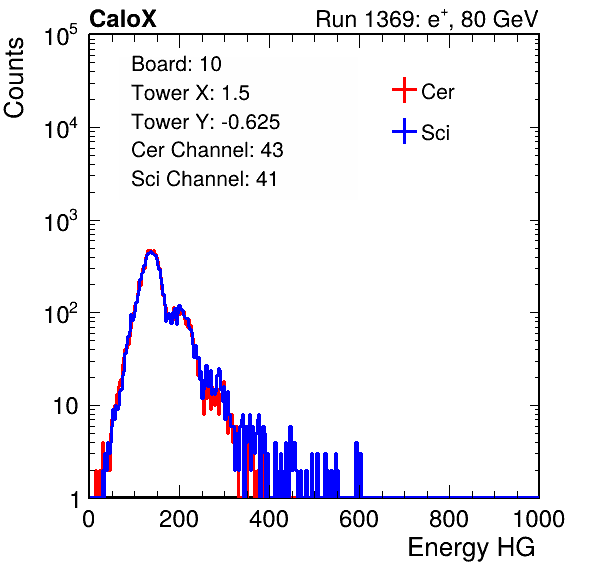 CaloX Run 1369: e⁺, 80 GeV
Counts
10⁵
10⁴
10³
10²
10
1
Board: 10
Tower X: 1.5
Tower Y: -0.625
Cer Channel: 43
Sci Channel: 41
Cer
Sci
0 200 400 600 800 1000
Energy HG